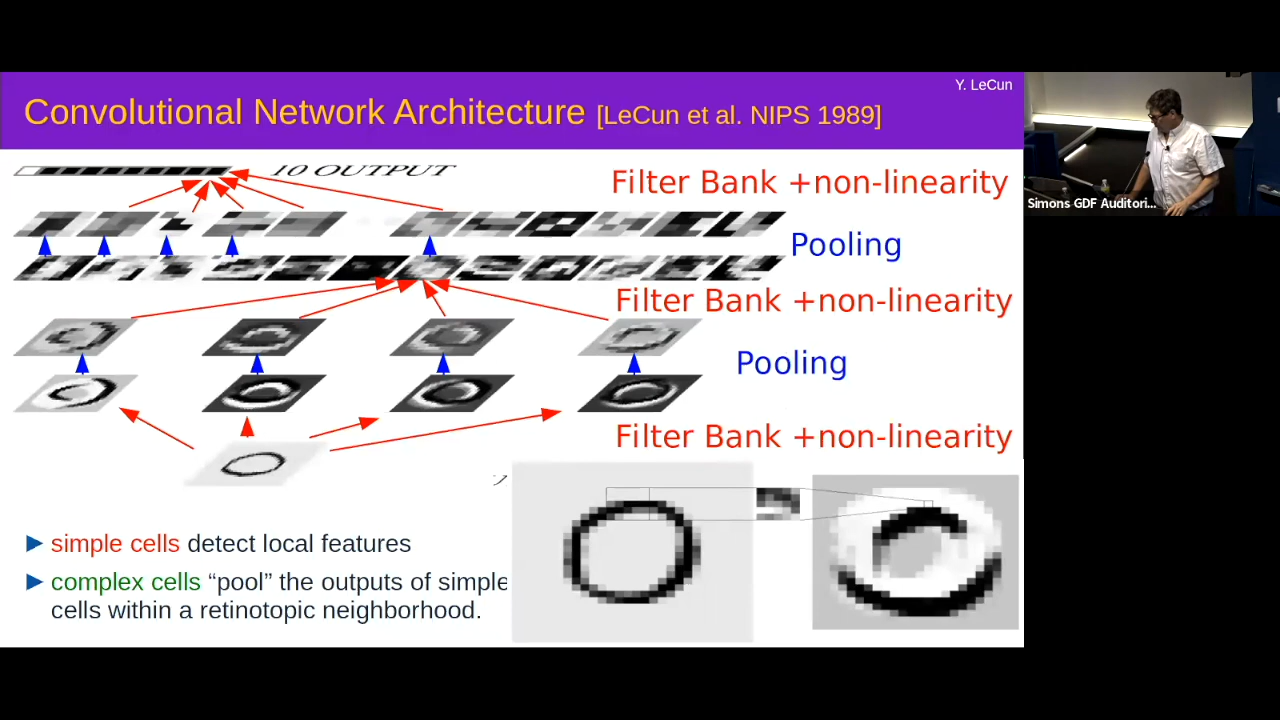 Y. LeCun
Convolutional Network Architecture [LeCun et al. NIPS 1989]
10 OUTPUT
Filter Bank +non-linearity
Pooling
Filter Bank +non-linearity
Pooling
Filter Bank +non-linearity
simple cells detect local features
complex cells “pool” the outputs of simple
cells within a retinotopic neighborhood.
Simons GDF Auditori...